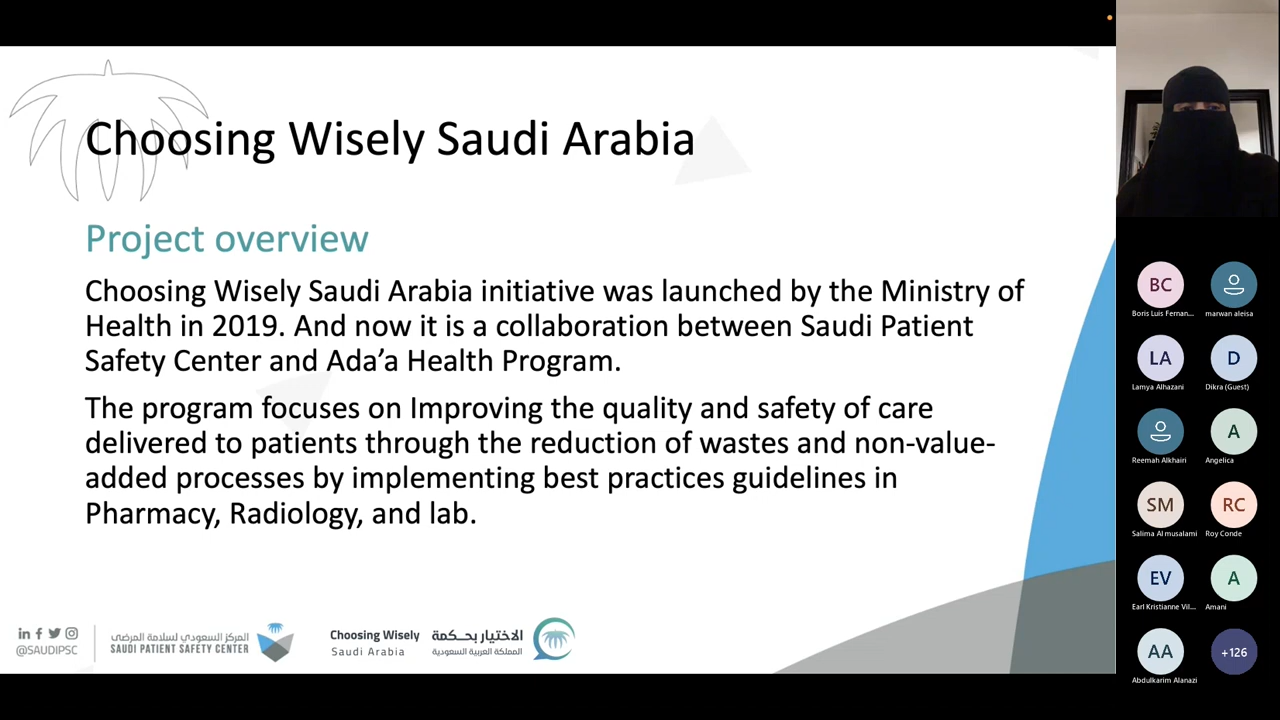 Choosing Wisely Saudi Arabia
Project overview
Choosing Wisely Saudi Arabia initiative was launched by the Ministry of
Health in 2019. And now it is a collaboration between Saudi Patient
Safety Center and Ada’a Health Program.
The program focuses on Improving the quality and safety of care
delivered to patients through the reduction of wastes and non-value-
added processes by implementing best practices guidelines in
Pharmacy, Radiology, and lab.
@SAUDIPSC
المركز السعودي لسلامة المرضى
SAUDI PATIENT SAFETY CENTER
Choosing Wisely
Saudi Arabia
الاختيار بحكمة
المملكة العربية السعودية
BC
Boris Luis Fernan...
marwan aleisa
LA
Lamya Alhazani
D
Dikra (Guest)
Reemah Alkhairi
A
Angelica
SM
Salima Al musalami
RC
Roy Conde
EV
Earl Kristianne Vil...
A
Amani
AA
Abdulkarim Alanazi
+126